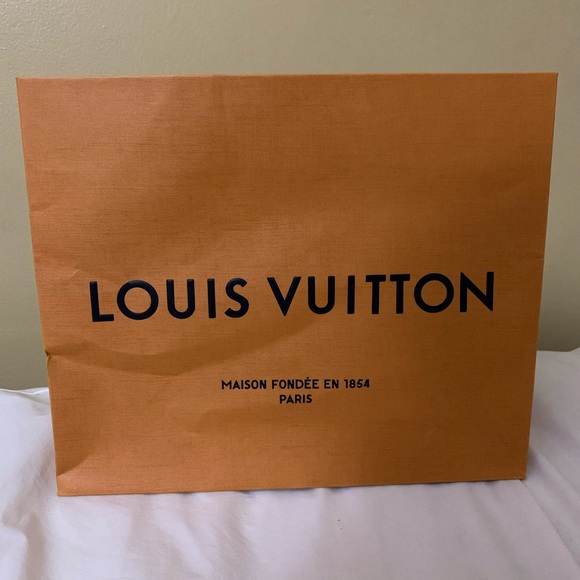 LOUIS VUITTON
MAISON FONDÉE EN 1854
PARIS